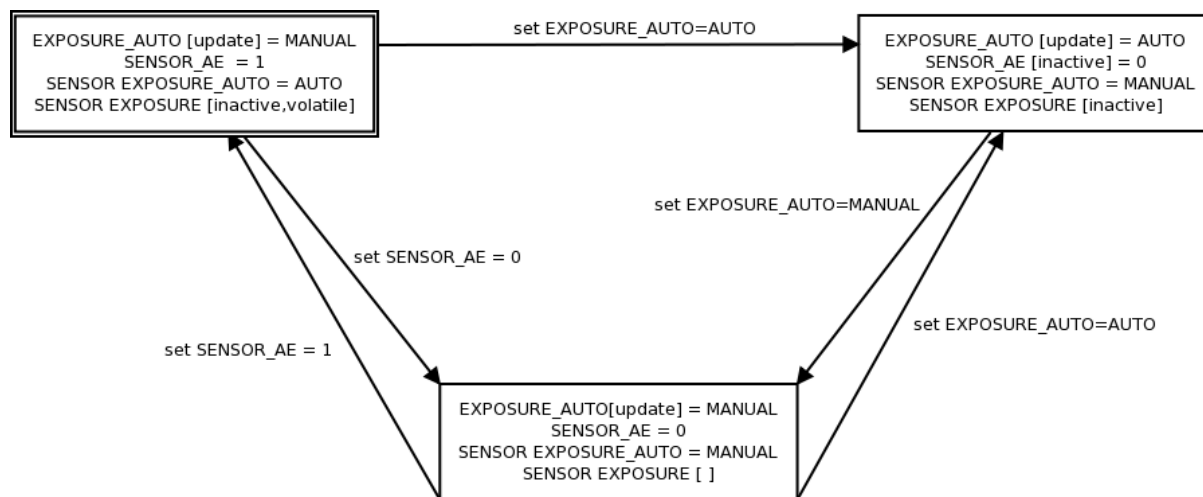 EXPOSURE_AUTO [update] = MANUAL
SENSOR_AE  = 1
SENSOR EXPOSURE_AUTO = AUTO
SENSOR EXPOSURE [inactive,volatile]
set EXPOSURE_AUTO=AUTO
EXPOSURE_AUTO [update] = AUTO
SENSOR_AE [inactive] = 0
SENSOR EXPOSURE_AUTO = MANUAL
SENSOR EXPOSURE [inactive]
set EXPOSURE_AUTO=MANUAL
set SENSOR_AE = 0
set EXPOSURE_AUTO=AUTO
set SENSOR_AE = 1
EXPOSURE_AUTO[update] = MANUAL
SENSOR_AE = 0
SENSOR EXPOSURE_AUTO = MANUAL
SENSOR EXPOSURE [ ]